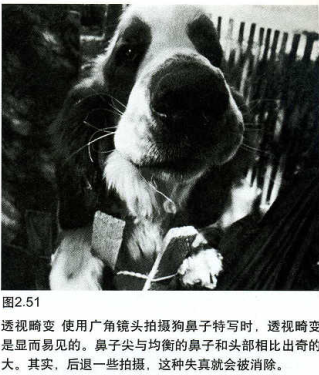 图2.51
透视畸变 使用广角镜头拍摄狗鼻子特写时，透视畸变
是显而易见的。鼻子尖与均衡的鼻子和头部相比出奇的
大。其实，后退一些拍摄，这种失真就会被消除。